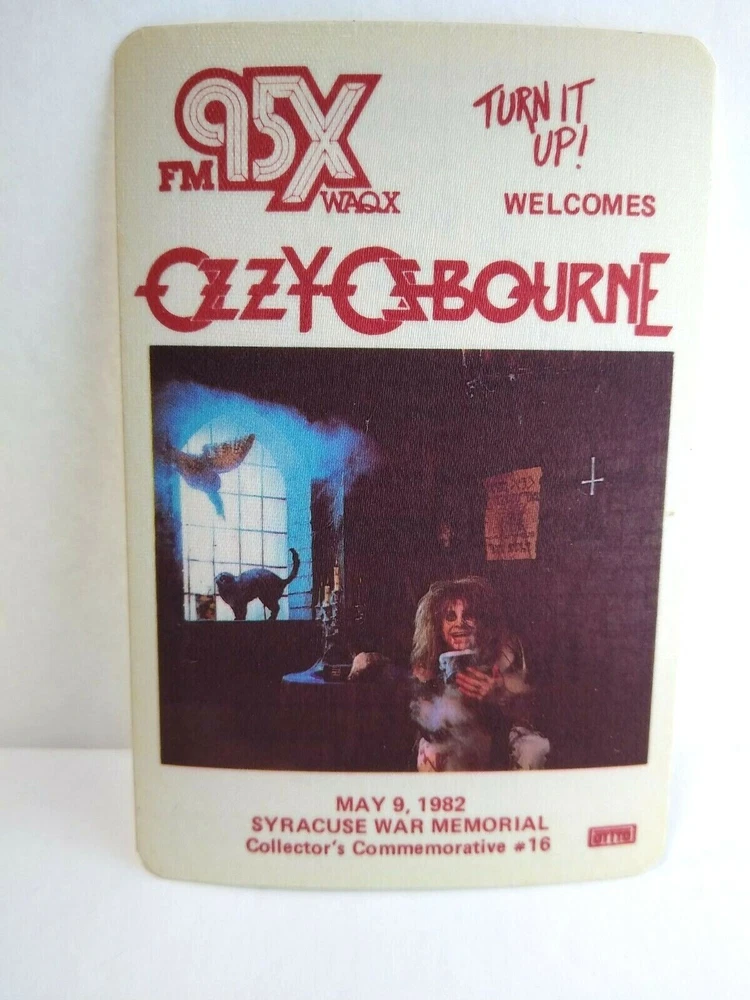 FM 95X
WAQX
TURN IT
UP!
WELCOMES
OZZY OSBOURNE
MAY 9, 1982
SYRACUSE WAR MEMORIAL
Collector's Commemorative #16